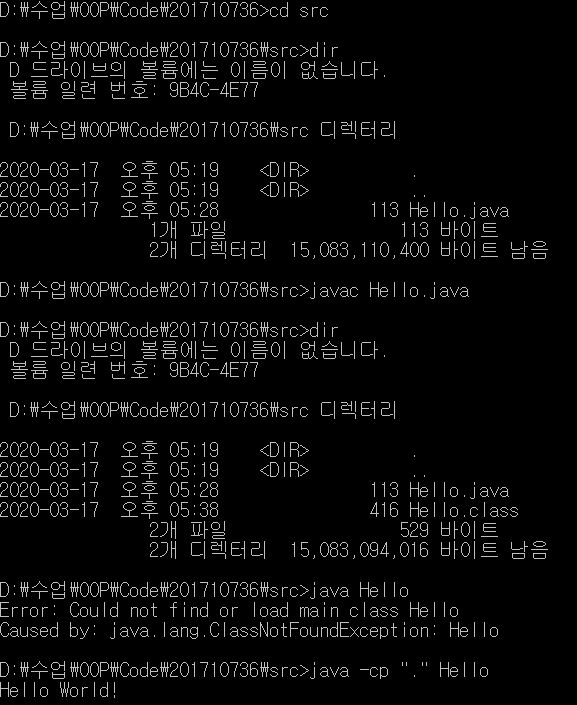 D:\수업\OOP\Code\201710736>cd src
D:\수업\OOP\Code\201710736\src>dir
D 드라이브의 볼륨에는 이름이 없습니다.
볼륨 일련 번호: 9B4C-4E77
D:\수업\OOP\Code\201710736\src 디렉터리
2020-03-17 오후 05:19 <DIR> .
2020-03-17 오후 05:19 <DIR> ..
2020-03-17 오후 05:28 113 Hello.java
1개 파일 113 바이트
2개 디렉터리 15,083,110,400 바이트 남음
D:\수업\OOP\Code\201710736\src>javac Hello.java
D:\수업\OOP\Code\201710736\src>dir
D 드라이브의 볼륨에는 이름이 없습니다.
볼륨 일련 번호: 9B4C-4E77
D:\수업\OOP\Code\201710736\src 디렉터리
2020-03-17 오후 05:19 <DIR> .
2020-03-17 오후 05:19 <DIR> ..
2020-03-17 오후 05:28 113 Hello.java
2020-03-17 오후 05:38 416 Hello.class
2개 파일 529 바이트
2개 디렉터리 15,083,094,016 바이트 남음
D:\수업\OOP\Code\201710736\src>java Hello
Error: Could not find or load main class Hello
Caused by: java.lang.ClassNotFoundException: Hello
D:\수업\OOP\Code\201710736\src>java -cp "." Hello
Hello World!